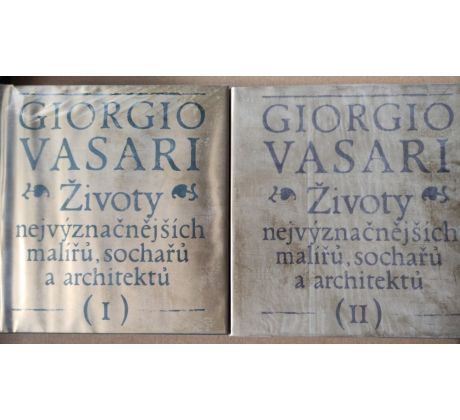 GIORGIO
VASARI
Životy
nejvýznačnějších
malířů, sochařů
a architektů
(I)
GIORGIO
VASARI
Životy
nejvýznačnějších
malířů, sochařů
a architektů
(II)